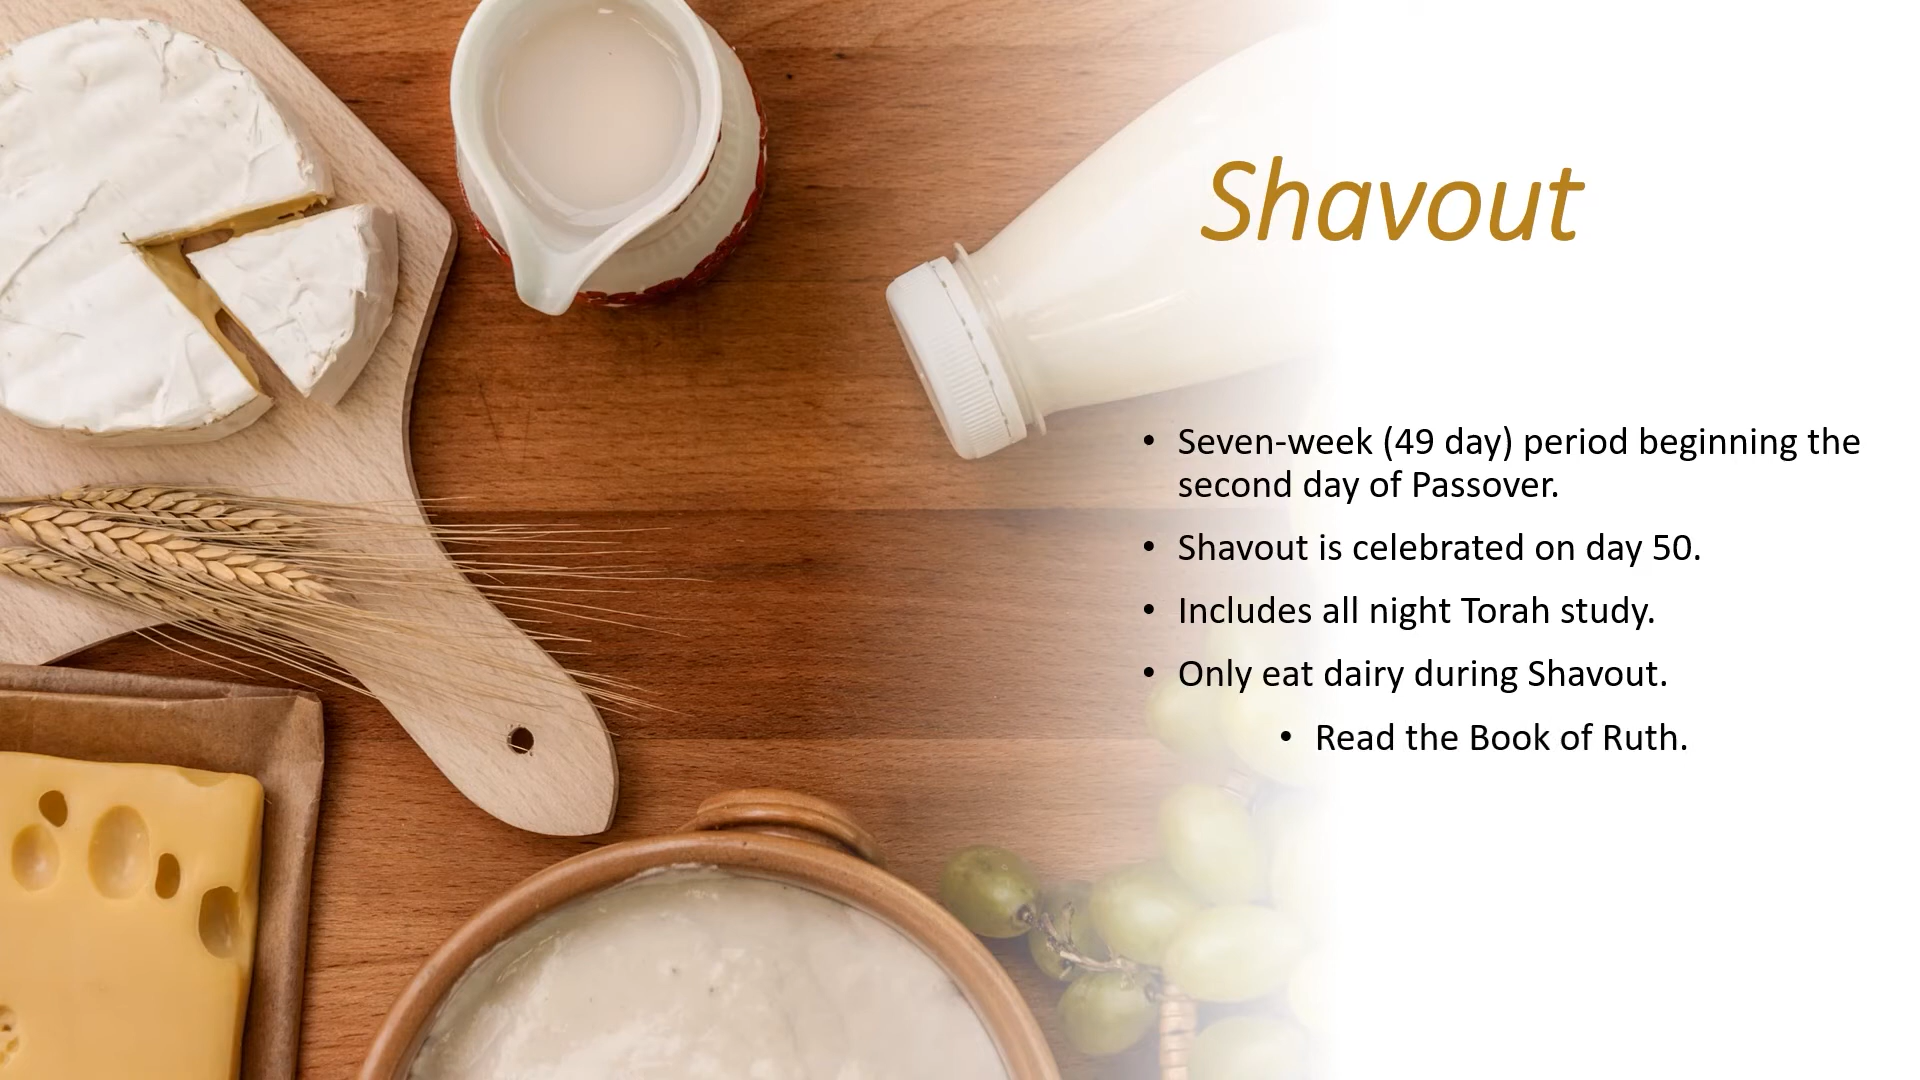 Shavout
• Seven-week (49 day) period beginning the
second day of Passover.
• Shavout is celebrated on day 50.
• Includes all night Torah study.
• Only eat dairy during Shavout.
• Read the Book of Ruth.